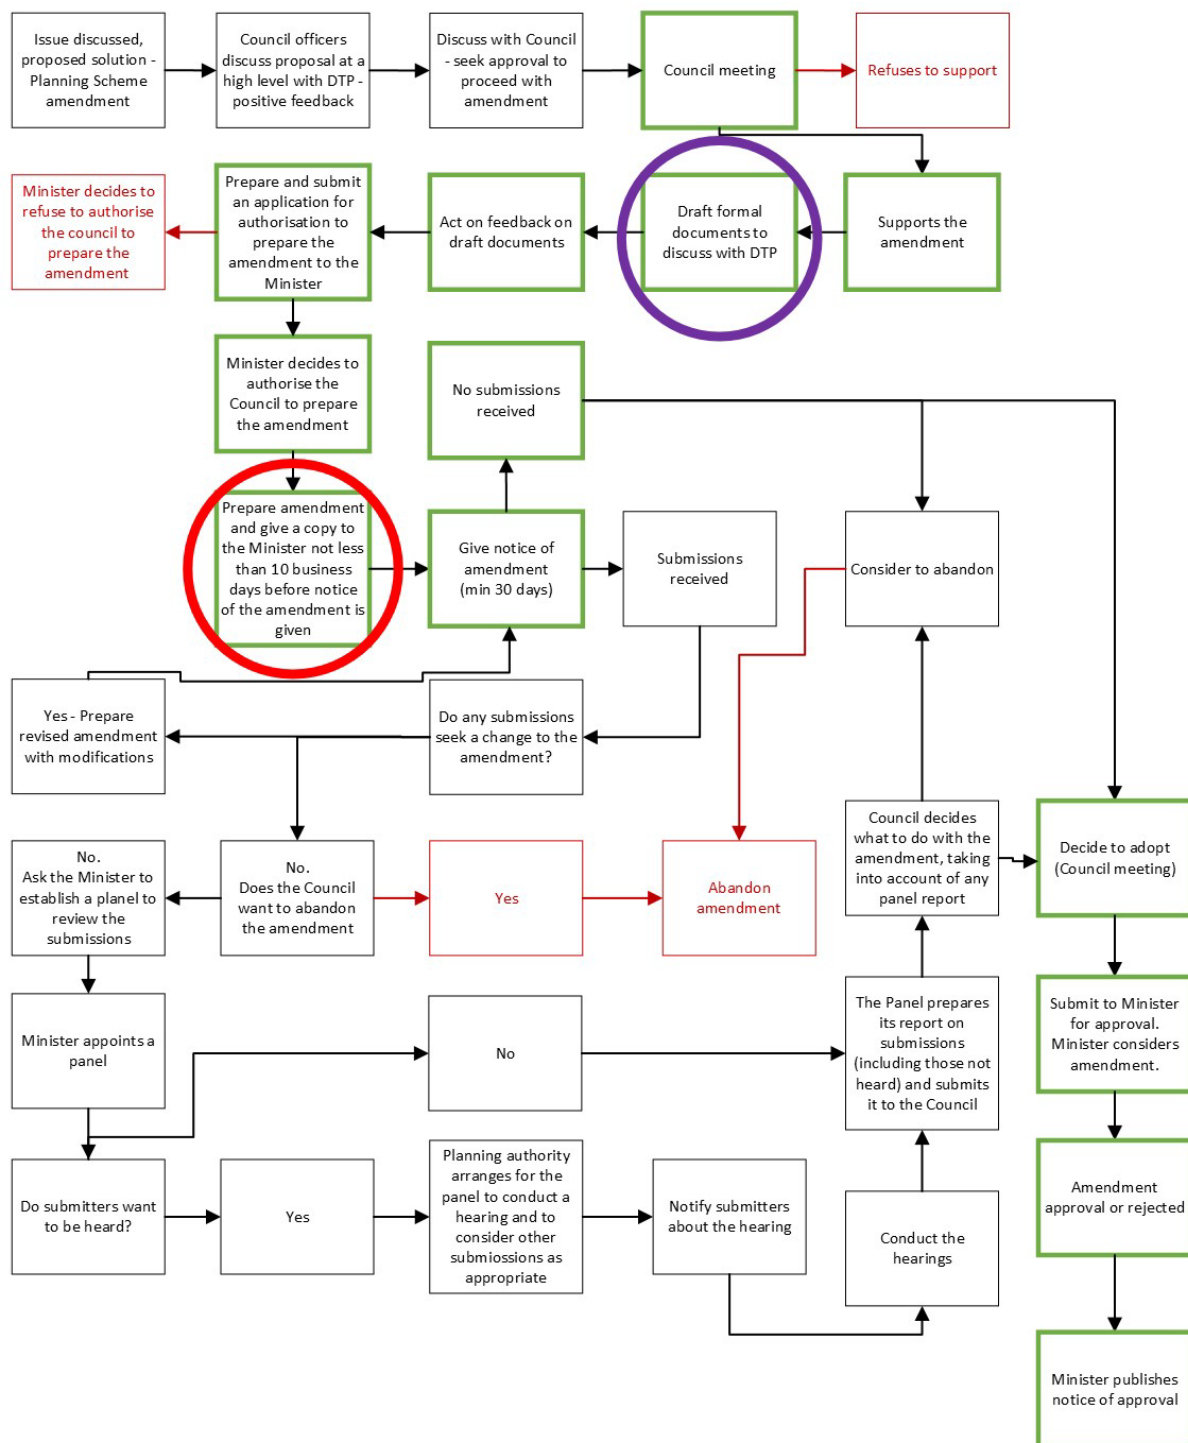 Issue discussed,
proposed solution -
Planning Scheme
amendment
Council officers
discuss proposal at a
high level with DTP -
positive feedback
Discuss with Council
- seek approval to
proceed with
amendment
Council meeting
Refuses to support
Minister decides to
refuse to authorise
the council to
prepare the
amendment
Prepare and submit
an application for
authorisation to
prepare the
amendment to the
Minister
Act on feedback on
draft documents
Draft formal
documents to
discuss with DTP
Supports the
amendment
Minister decides to
authorise the
Council to prepare
the amendment
No submissions
received
Prepare amendment
and give a copy to
the Minister not less
than 10 business
days before notice
of the amendment is
given
Give notice of
amendment
(min 30 days)
Submissions
received
Consider to abandon
Yes - Prepare
revised amendment
with modifications
Do any submissions
seek a change to the
amendment?
No.
Ask the Minister to
establish a planel to
review the
submissions
No.
Does the Council
want to abandon
the amendment
Yes
Abandon
amendment
Council decides
what to do with the
amendment, taking
into account of any
panel report
Decide to adopt
(Council meeting)
Minister appoints a
panel
No
The Panel prepares
its report on
submissions
(including those not
heard) and submits
it to the Council
Submit to Minister
for approval.
Minister considers
amendment.
Do submitters want
to be heard?
Yes
Planning authority
arranges for the
panel to conduct a
hearing and to
consider other
submiossions as
appropriate
Notify submitters
about the hearing
Conduct the
hearings
Amendment
approval or rejected
Minister publishes
notice of approval